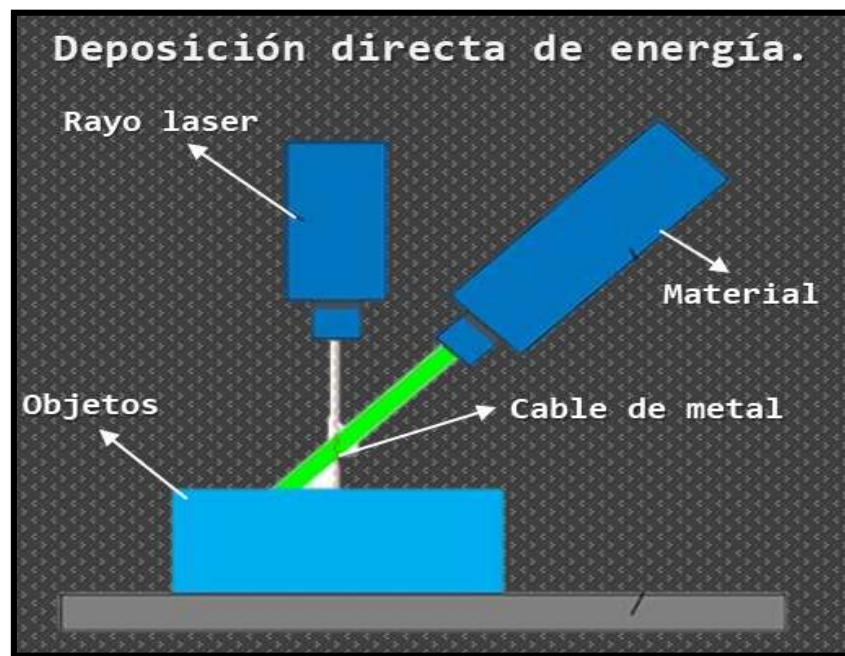 Deposición directa de energía.
Rayo laser
Material
Objetos
Cable de metal